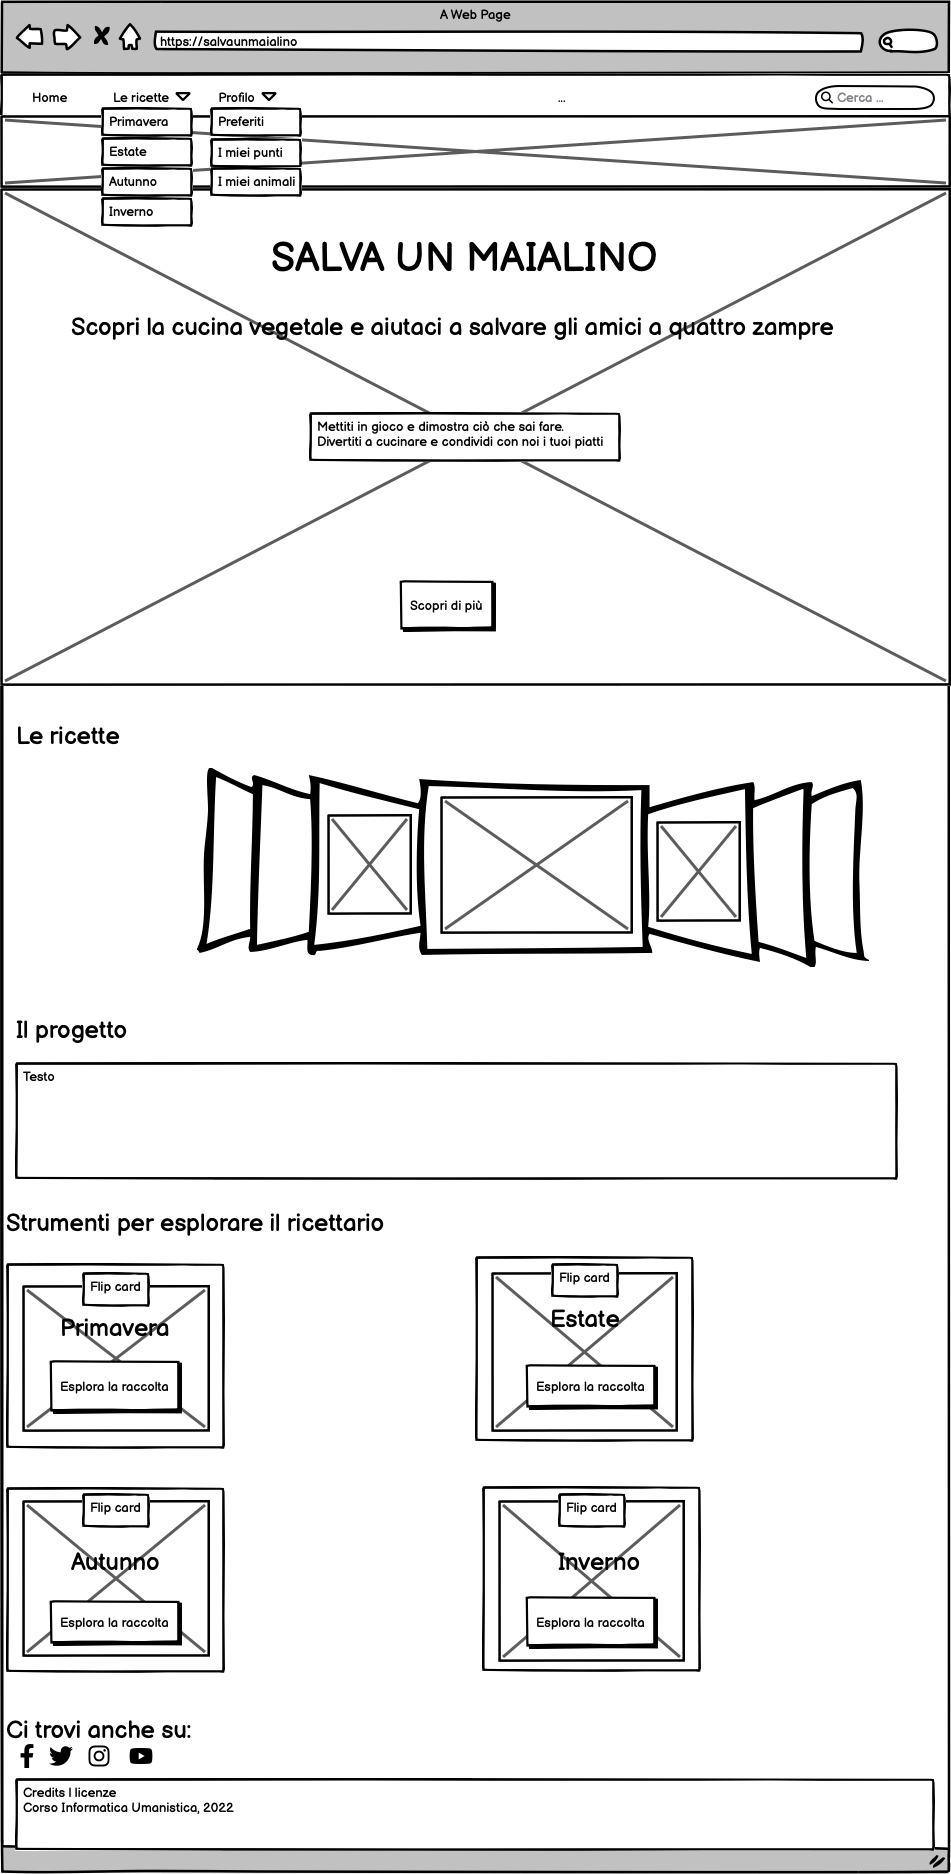 A Web Page
https://salvaunmaialino
Home
Le ricette
Profilo
...
Cerca ...
Primavera
Estate
Autunno
Inverno
Preferiti
I miei punti
I miei animali
SALVA UN MAIALINO
Scopri la cucina vegetale e aiutaci a salvare gli amici a quattro zampre
Mettiti in gioco e dimostra ciò che sai fare.
Divertiti a cucinare e condividi con noi i tuoi piatti
Scopri di più
Le ricette
Il progetto
Testo
Strumenti per esplorare il ricettario
Flip card
Primavera
Esplora la raccolta
Flip card
Estate
Esplora la raccolta
Flip card
Autunno
Esplora la raccolta
Flip card
Inverno
Esplora la raccolta
Ci trovi anche su:
Credits | licenze
Corso Informatica Umanistica, 2022